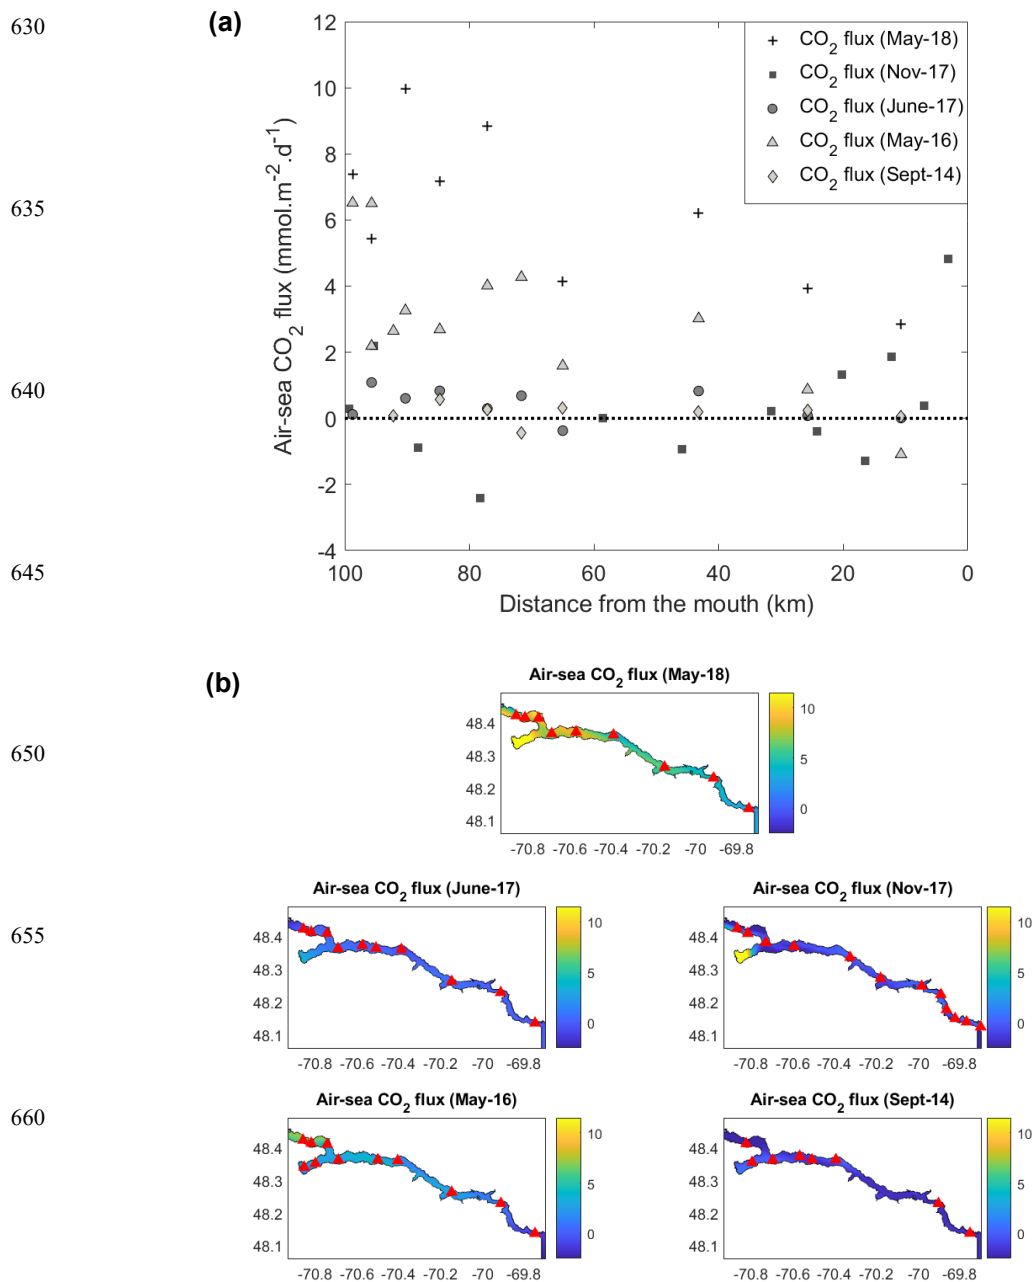 630
(a)
12
10
8
6
4
2
0
-2
-4
Air-sea CO2 flux (mmol.m-2.d-1)
CO2 flux (May-18)
CO2 flux (Nov-17)
CO2 flux (June-17)
CO2 flux (May-16)
CO2 flux (Sept-14)
635
640
645
100 80 60 40 20 0
Distance from the mouth (km)
(b)
Air-sea CO2 flux (May-18)
48.4
48.3
48.2
48.1
-70.8 -70.6 -70.4 -70.2 -70 -69.8
10
5
0
650
Air-sea CO2 flux (June-17)
48.4
48.3
48.2
48.1
-70.8 -70.6 -70.4 -70.2 -70 -69.8
10
5
0
Air-sea CO2 flux (Nov-17)
48.4
48.3
48.2
48.1
-70.8 -70.6 -70.4 -70.2 -70 -69.8
10
5
0
655
Air-sea CO2 flux (May-16)
48.4
48.3
48.2
48.1
-70.8 -70.6 -70.4 -70.2 -70 -69.8
10
5
0
Air-sea CO2 flux (Sept-14)
48.4
48.3
48.2
48.1
-70.8 -70.6 -70.4 -70.2 -70 -69.8
10
5
0
660